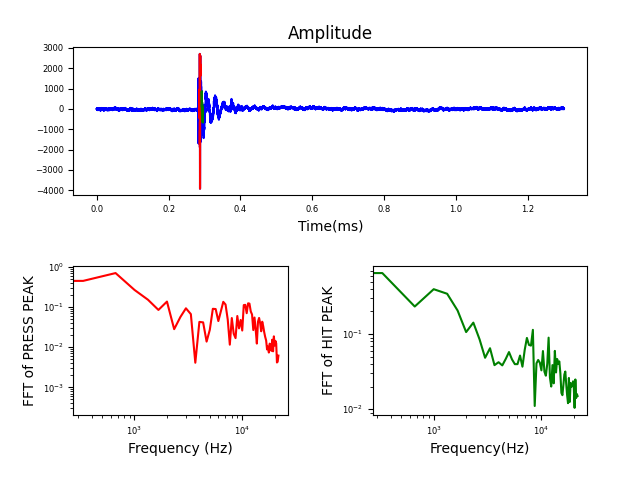 Amplitude
3000
2000
1000
0
−1000
−2000
−3000
−4000
0.0 0.2 0.4 0.6 0.8 1.0 1.2
Time(ms)
FFT of PRESS PEAK
10⁰
10⁻¹
10⁻²
10⁻³
10³ 10⁴
Frequency (Hz)
FFT of HIT PEAK
10⁻¹
10⁻²
10³ 10⁴
Frequency(Hz)